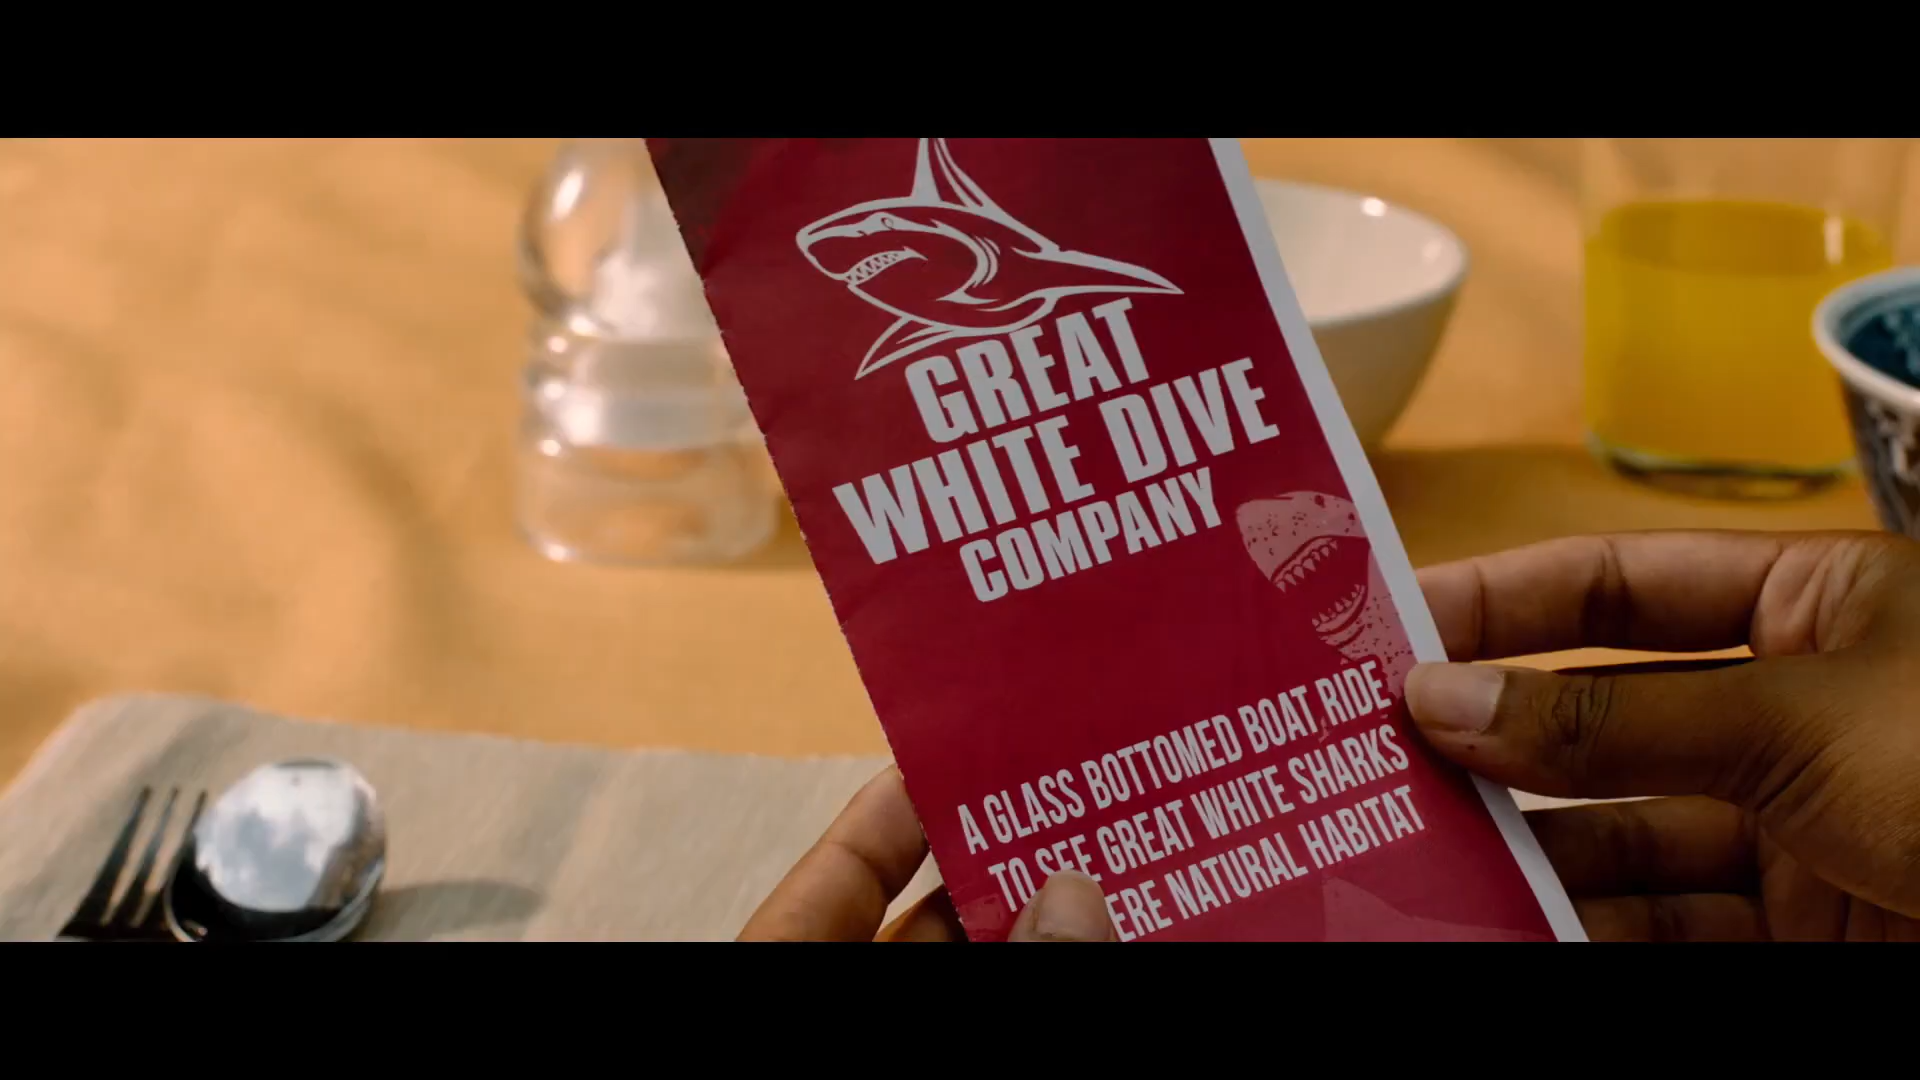 GREAT
WHITE DIVE
COMPANY
A GLASS BOTTOMED BOAT RIDE
TO SEE GREAT WHITE SHARKS
NATURAL HABITAT